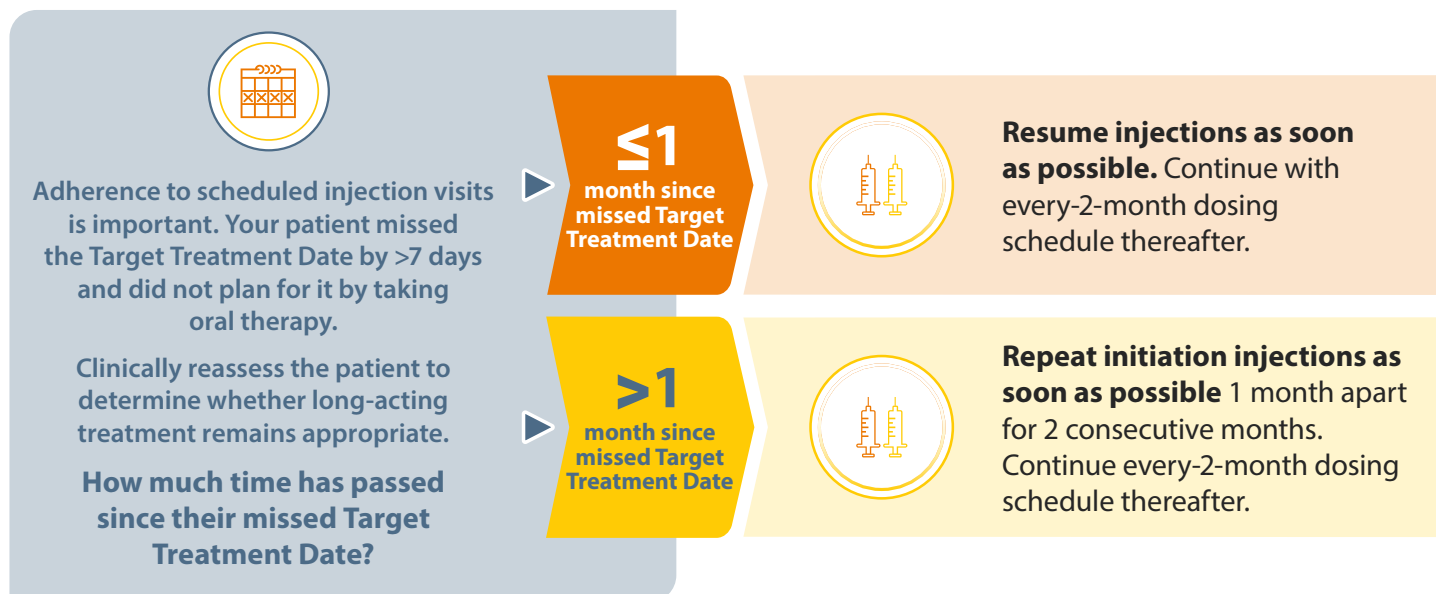 Adherence to scheduled injection visits
is important. Your patient missed
the Target Treatment Date by >7 days
and did not plan for it by taking
oral therapy.
Clinically reassess the patient to
determine whether long-acting
treatment remains appropriate.
How much time has passed
since their missed Target
Treatment Date?
≤1
month since
missed Target
Treatment Date
Resume injections as soon
as possible. Continue with
every-2-month dosing
schedule thereafter.
>1
month since
missed Target
Treatment Date
Repeat initiation injections as
soon as possible 1 month apart
for 2 consecutive months.
Continue every-2-month dosing
schedule thereafter.